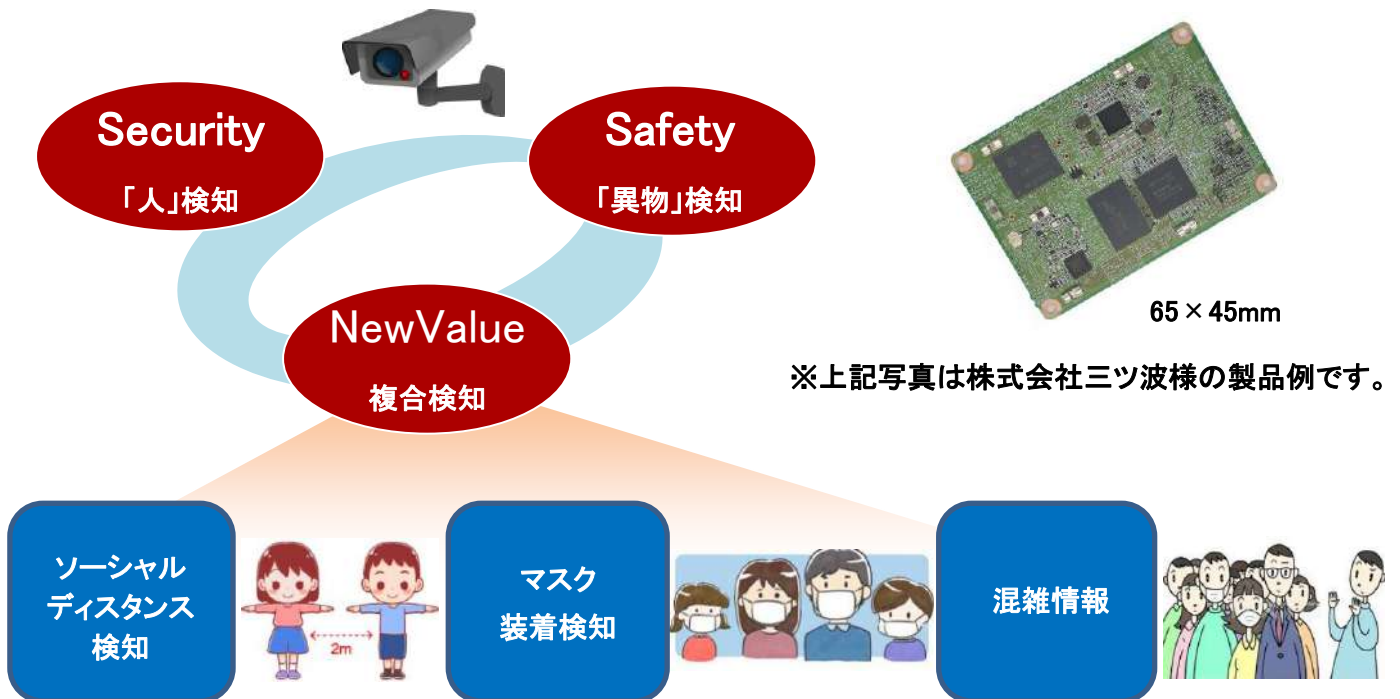 Security
「人」検知
Safety
「異物」検知
NewValue
複合検知
65×45mm
※上記写真は株式会社三ツ波様の製品例です。
ソーシャル
ディスタンス
検知
2m
マスク
装着検知
混雑情報